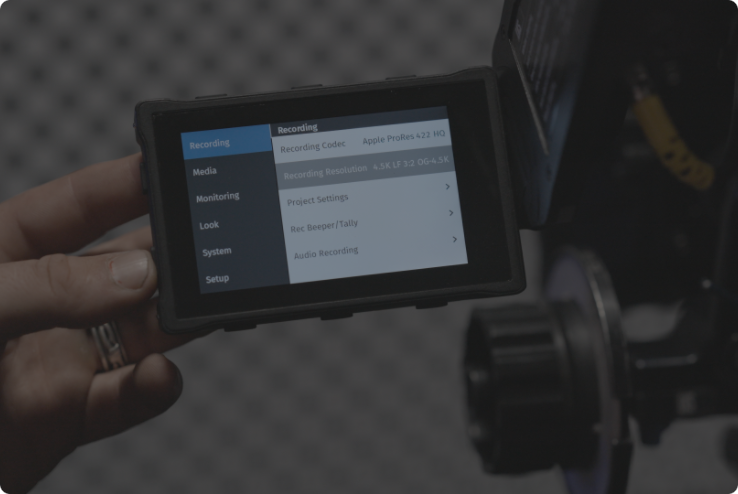 Recording
Media
Monitoring
Look
System
Setup
Recording
Recording Codec Apple ProRes 422 HQ
Recording Resolution 4.5K LF 3:2 OG-4.5K
Project Settings
Rec Beeper/Tally
Audio Recording